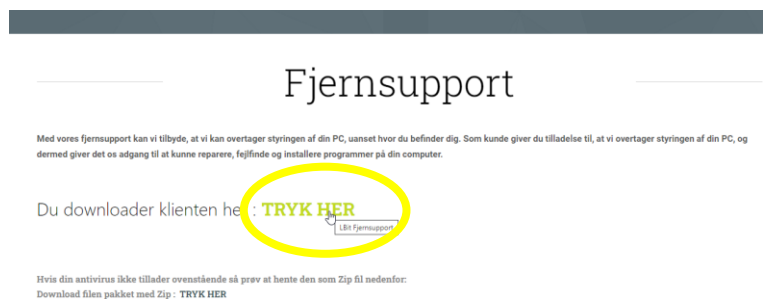 Fjernsupport
Med vores fjernsupport kan vi tilbyde, at vi kan overtager styringen af din PC, uanset hvor du befinder dig. Som kunde giver du tilladelse til, at vi overtager styringen af din PC, og
dermed giver det os adgang til at kunne reparere, fejlfinde og installere programmer på din computer.
Du downloader klienten her : TRYK HER
LBit Fjernsupport
Hvis din antivirus ikke tillader ovenstående så prøv at hente den som Zip fil nedenfor:
Download filen pakket med Zip : TRYK HER